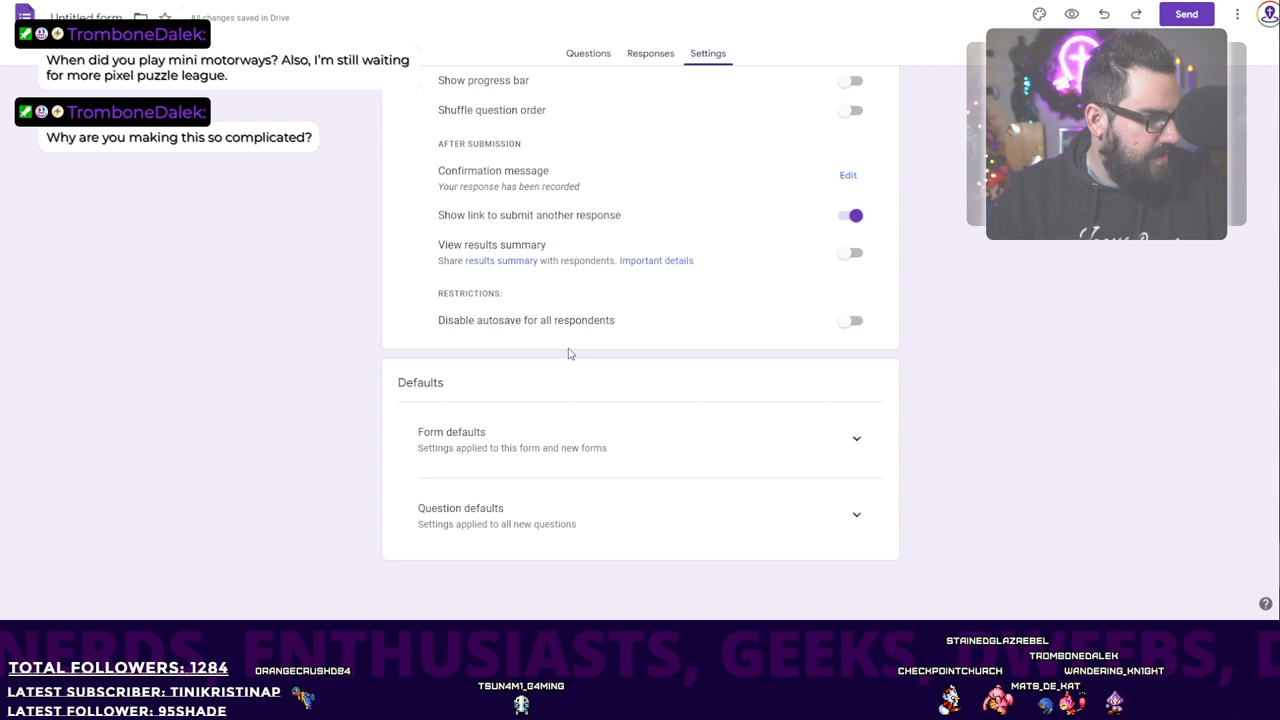 Untitled form
All changes saved in Drive
Send
TromboneDalek:
When did you play mini motorways? Also, I'm still waiting
for more pixel puzzle league.
TromboneDalek:
Why are you making this so complicated?
Questions
Responses
Settings
Show progress bar
Shuffle question order
AFTER SUBMISSION
Confirmation message
Your response has been recorded
Edit
Show link to submit another response
View results summary
Share results summary with respondents. Important details
RESTRICTIONS:
Disable autosave for all respondents
Defaults
Form defaults
Settings applied to this form and new forms
Question defaults
Settings applied to all new questions
NERDS, ENTHUSIASTS, GEEKS,
TOTAL FOLLOWERS: 1284
LATEST SUBSCRIBER: TINIKRISTINAP
LATEST FOLLOWER: 95SHADE
ORANGECRUSHD84
TSUN4M1_G4MING
STAINEDGLAZREBEL
TROMBONEDALEK
CHECKPOINTCHURCH
WANDERING_KNIGHT
MATS_DE_KAT